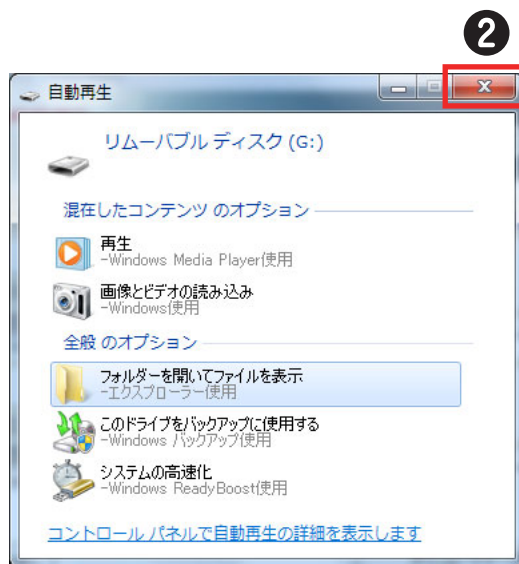 ❷
自動再生
リムーバブル ディスク (G:)
混在したコンテンツ のオプション
再生
-Windows Media Player使用
画像とビデオの読み込み
-Windows使用
全般 のオプション
フォルダーを開いてファイルを表示
-エクスプローラー使用
このドライブをバックアップに使用する
-Windows バックアップ使用
システムの高速化
-Windows ReadyBoost使用
コントロール パネルで自動再生の詳細を表示します